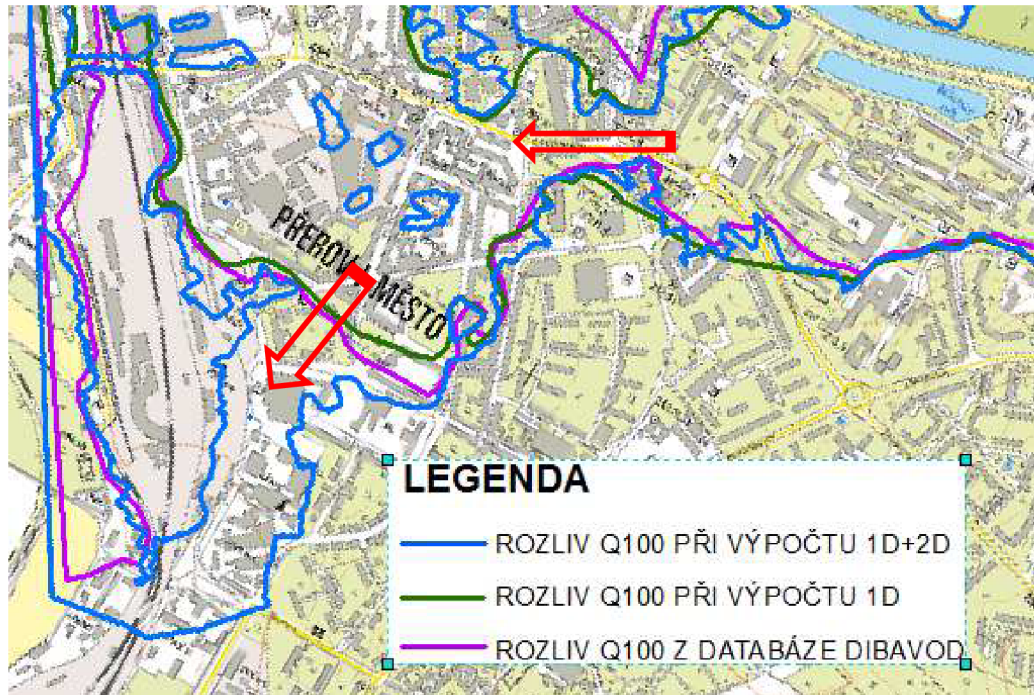 PŘEROV I-MĚSTO
LEGENDA
ROZLIV Q100 PŘI VÝPOČTU 1D+2D
ROZLIV Q100 PŘI VÝPOČTU 1D
ROZLIV Q100 Z DATABÁZE DIBAVOD